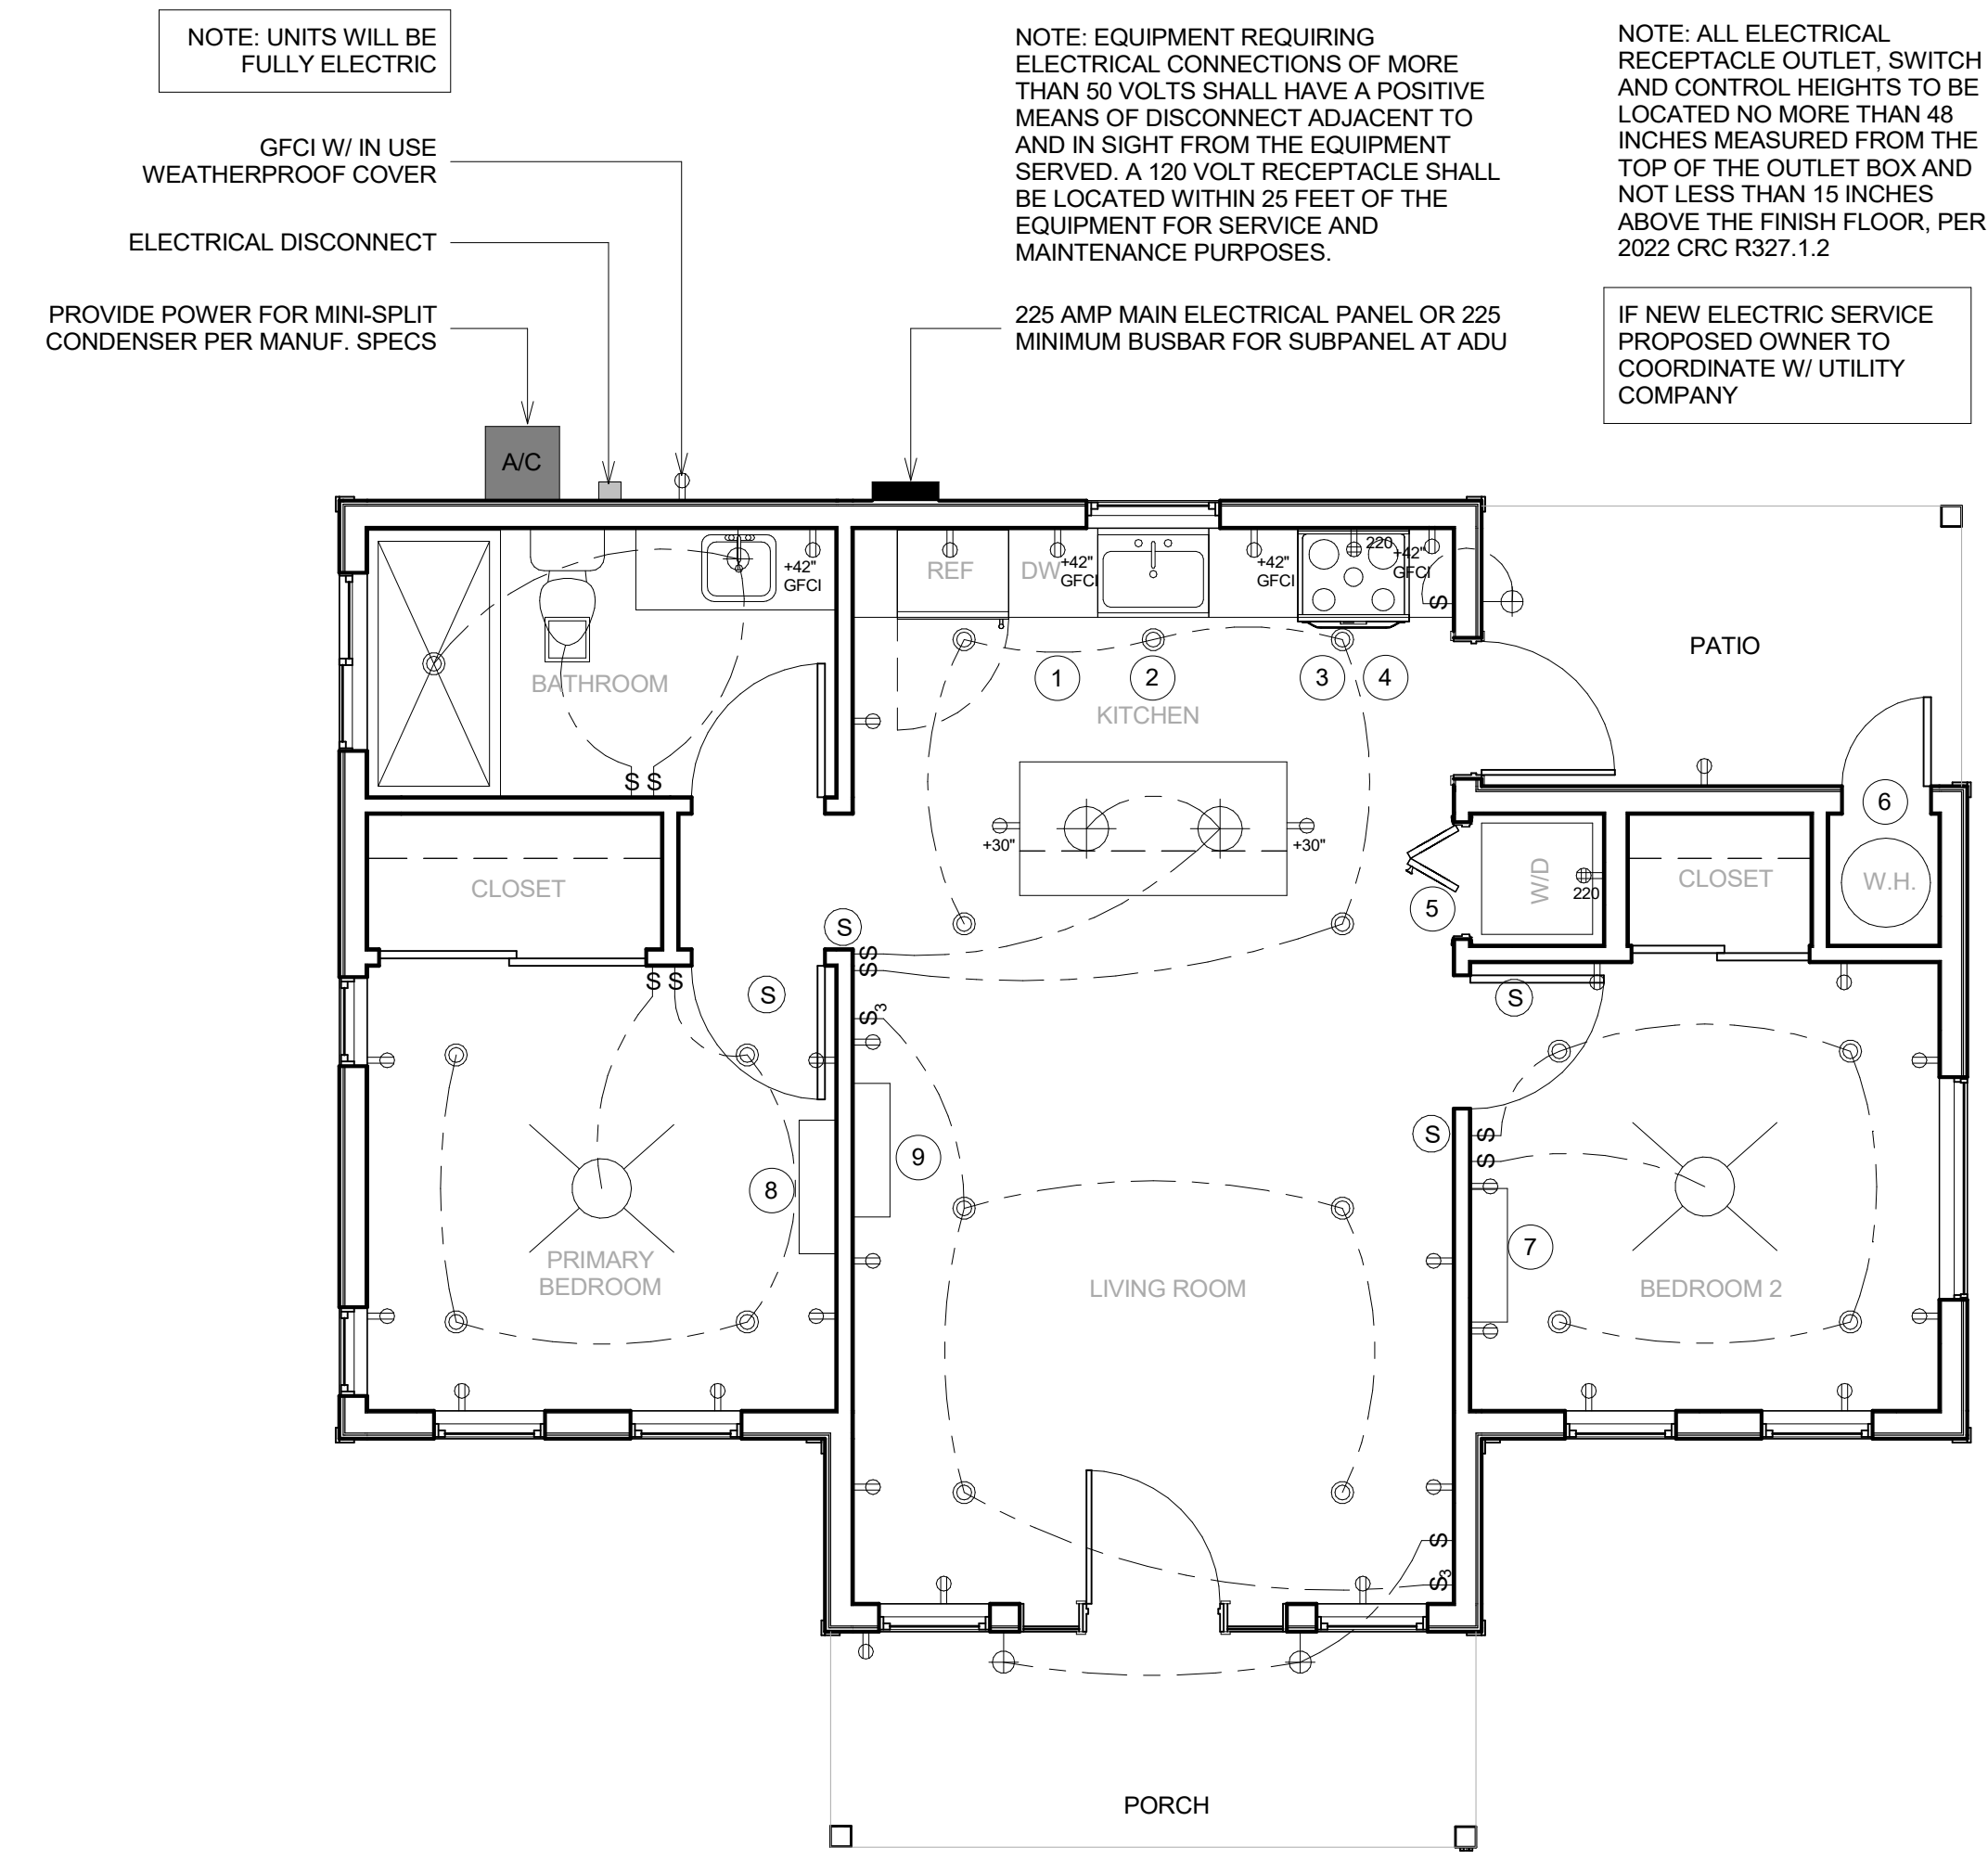 NOTE: UNITS WILL BE
FULLY ELECTRIC
GFCI W/ IN USE
WEATHERPROOF COVER
ELECTRICAL DISCONNECT
PROVIDE POWER FOR MINI-SPLIT
CONDENSER PER MANUF. SPECS
NOTE: EQUIPMENT REQUIRING
ELECTRICAL CONNECTIONS OF MORE
THAN 50 VOLTS SHALL HAVE A POSITIVE
MEANS OF DISCONNECT ADJACENT TO
AND IN SIGHT FROM THE EQUIPMENT
SERVED. A 120 VOLT RECEPTACLE SHALL
BE LOCATED WITHIN 25 FEET OF THE
EQUIPMENT FOR SERVICE AND
MAINTENANCE PURPOSES.
225 AMP MAIN ELECTRICAL PANEL OR 225
MINIMUM BUSBAR FOR SUBPANEL AT ADU
NOTE: ALL ELECTRICAL
RECEPTACLE OUTLET, SWITCH
AND CONTROL HEIGHTS TO BE
LOCATED NO MORE THAN 48
INCHES MEASURED FROM THE
TOP OF THE OUTLET BOX AND
NOT LESS THAN 15 INCHES
ABOVE THE FINISH FLOOR, PER
2022 CRC R327.1.2
IF NEW ELECTRIC SERVICE
PROPOSED OWNER TO
COORDINATE W/ UTILITY
COMPANY
A/C
+42"
GFCI
REF
DW
+42"
GFCI
+42"
GFCI
220
+42"
GFCI
S
BATHROOM
1
2
3
4
KITCHEN
PATIO
S S
+30"
+30"
CLOSET
S
S
S
5
W/D
220
CLOSET
6
W.H.
S S
S
S3
S
S
S
S
8
9
7
PRIMARY
BEDROOM
LIVING ROOM
BEDROOM 2
S
S3
PORCH